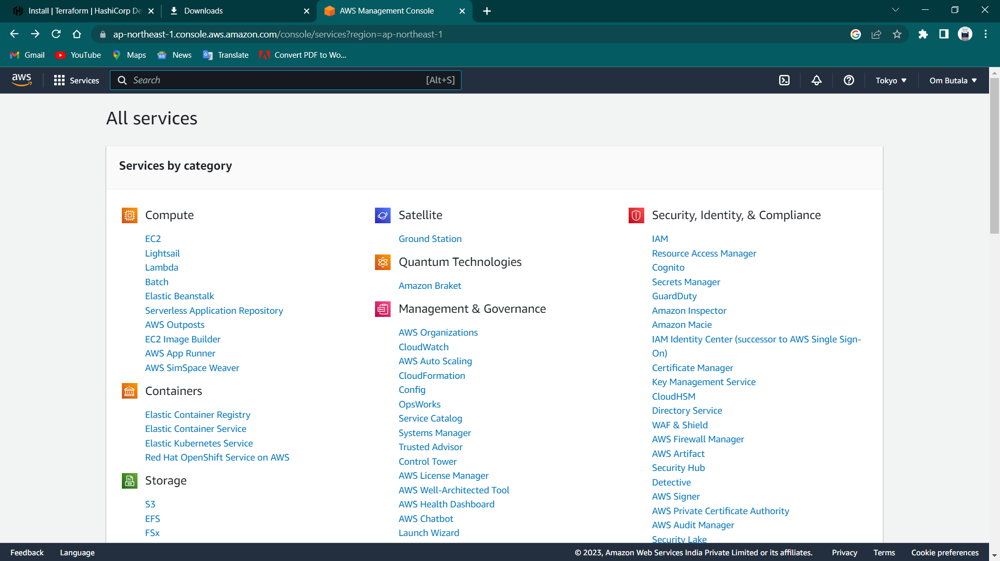 Install | Terraform | HashiCorp De
Downloads
AWS Management Console
ap-northeast-1.console.aws.amazon.com/console/services?region=ap-northeast-1
Gmail
YouTube
Maps
News
Translate
Convert PDF to Wo...
aws
Services
Search
[Alt+S]
Tokyo
Om Butala
All services
Services by category
Compute
EC2
Lightsail
Lambda
Batch
Elastic Beanstalk
Serverless Application Repository
AWS Outposts
EC2 Image Builder
AWS App Runner
AWS SimSpace Weaver
Containers
Elastic Container Registry
Elastic Container Service
Elastic Kubernetes Service
Red Hat OpenShift Service on AWS
Storage
S3
EFS
FSx
Satellite
Ground Station
Quantum Technologies
Amazon Braket
Management & Governance
AWS Organizations
CloudWatch
AWS Auto Scaling
CloudFormation
Config
OpsWorks
Service Catalog
Systems Manager
Trusted Advisor
Control Tower
AWS License Manager
AWS Well-Architected Tool
AWS Health Dashboard
AWS Chatbot
Launch Wizard
Security, Identity, & Compliance
IAM
Resource Access Manager
Cognito
Secrets Manager
GuardDuty
Amazon Inspector
Amazon Macie
IAM Identity Center (successor to AWS Single Sign-
On)
Certificate Manager
Key Management Service
CloudHSM
Directory Service
WAF & Shield
AWS Firewall Manager
AWS Artifact
Security Hub
Detective
AWS Signer
AWS Private Certificate Authority
AWS Audit Manager
Security Lake
Feedback
Language
© 2023, Amazon Web Services India Private Limited or its affiliates.
Privacy
Terms
Cookie preferences